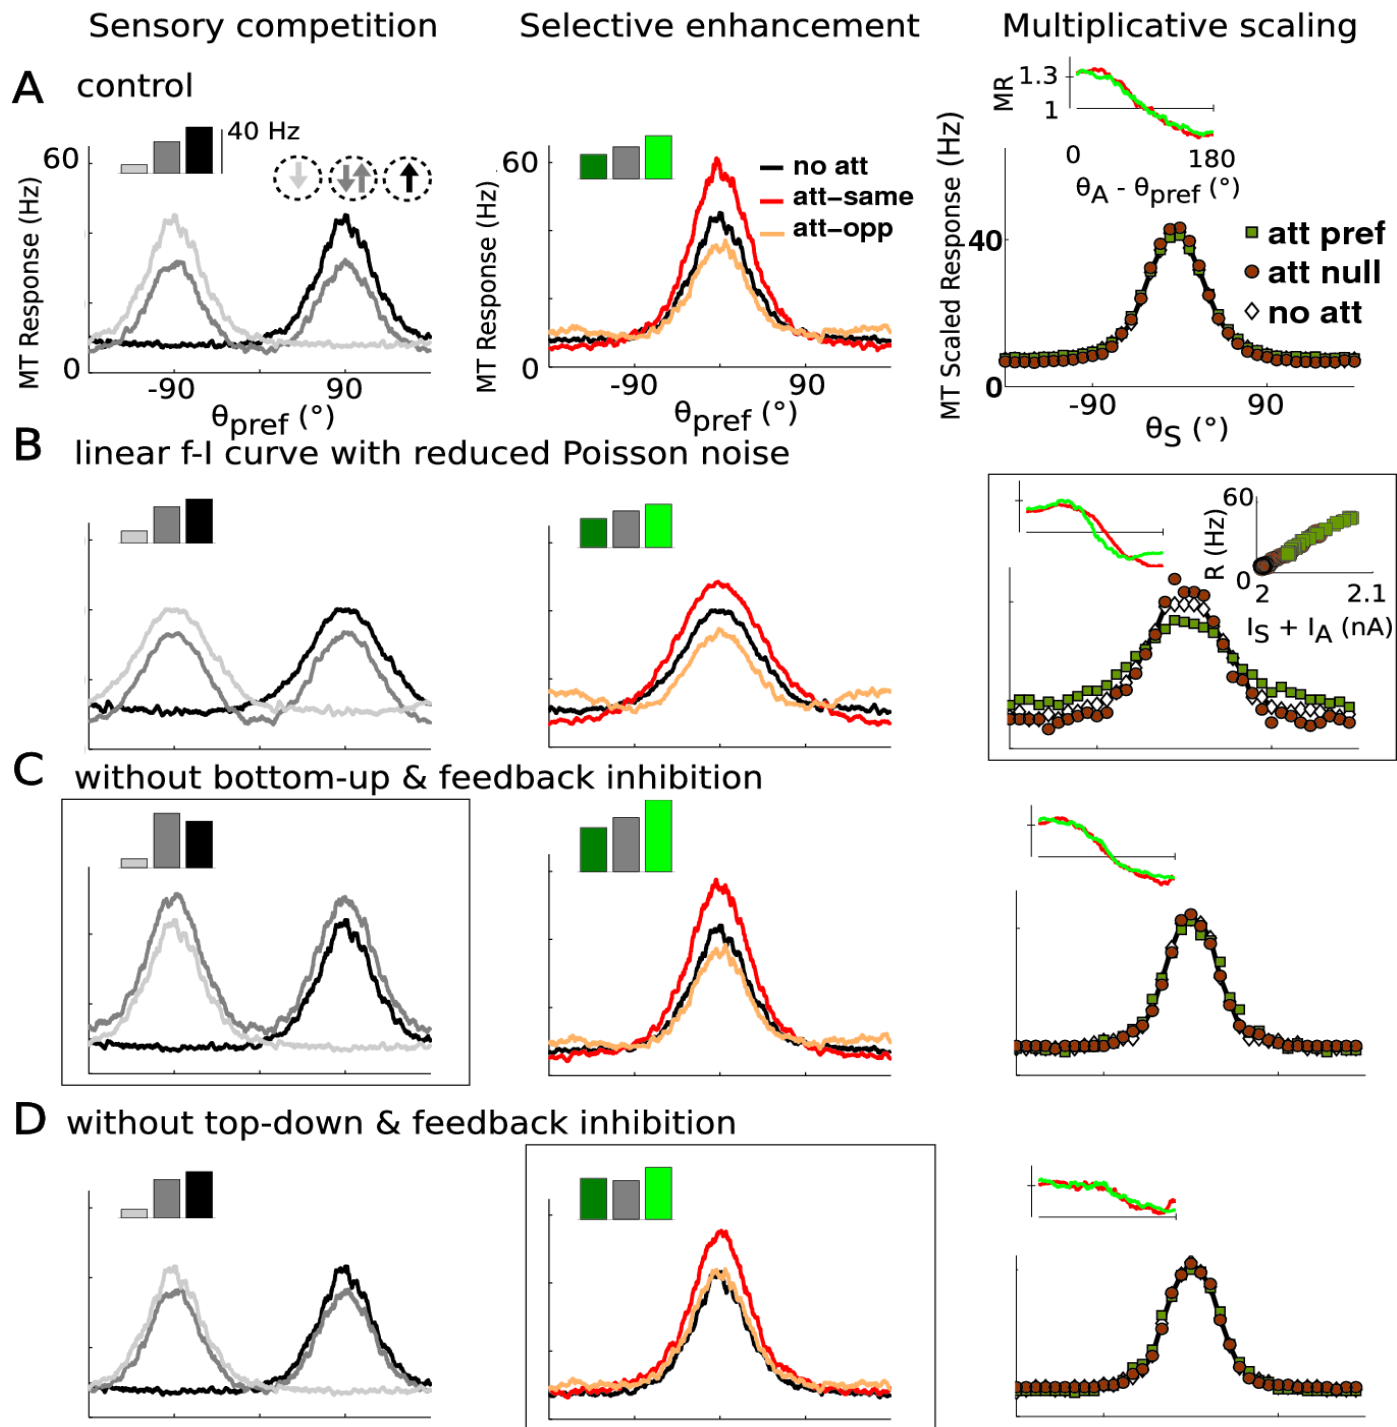 Sensory competition
Selective enhancement
Multiplicative scaling
A control
40 Hz
60
0
MT Response (Hz)
-90
90
θpref (°)
60
0
MT Response (Hz)
no att
att-same
att-opp
-90
90
θpref (°)
MR
1.3
1
0
180
θA - θpref (°)
MT Scaled Response (Hz)
40
0
att pref
att null
no att
-90
90
θS (°)
B linear f-I curve with reduced Poisson noise
R (Hz)
60
0
2
2.1
IS + IA (nA)
C without bottom-up & feedback inhibition
D without top-down & feedback inhibition